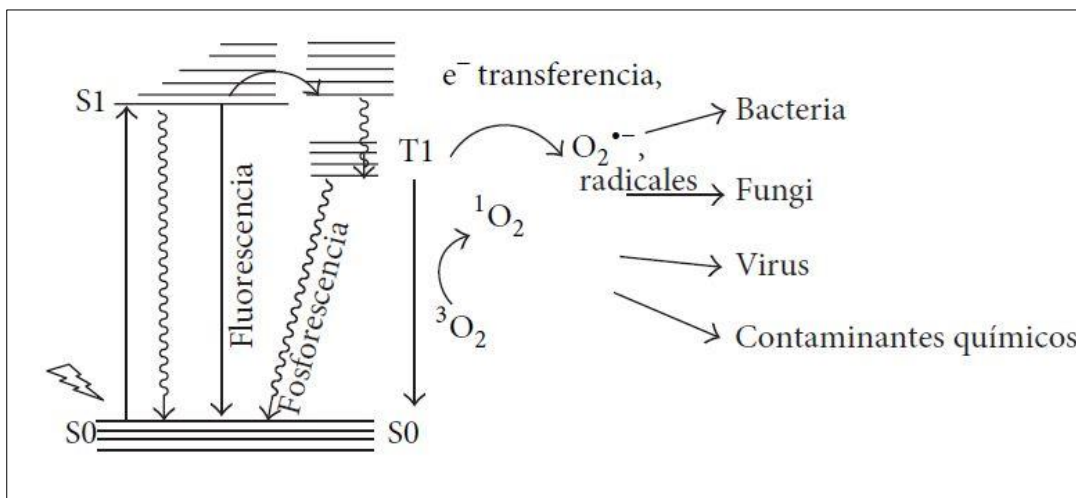 e⁻ transferencia,
S1
Bacteria
T1
O₂•⁻,
radicales
Fungi
¹O₂
Fluorescencia
Fosforescencia
Virus
³O₂
Contaminantes químicos
S0
S0